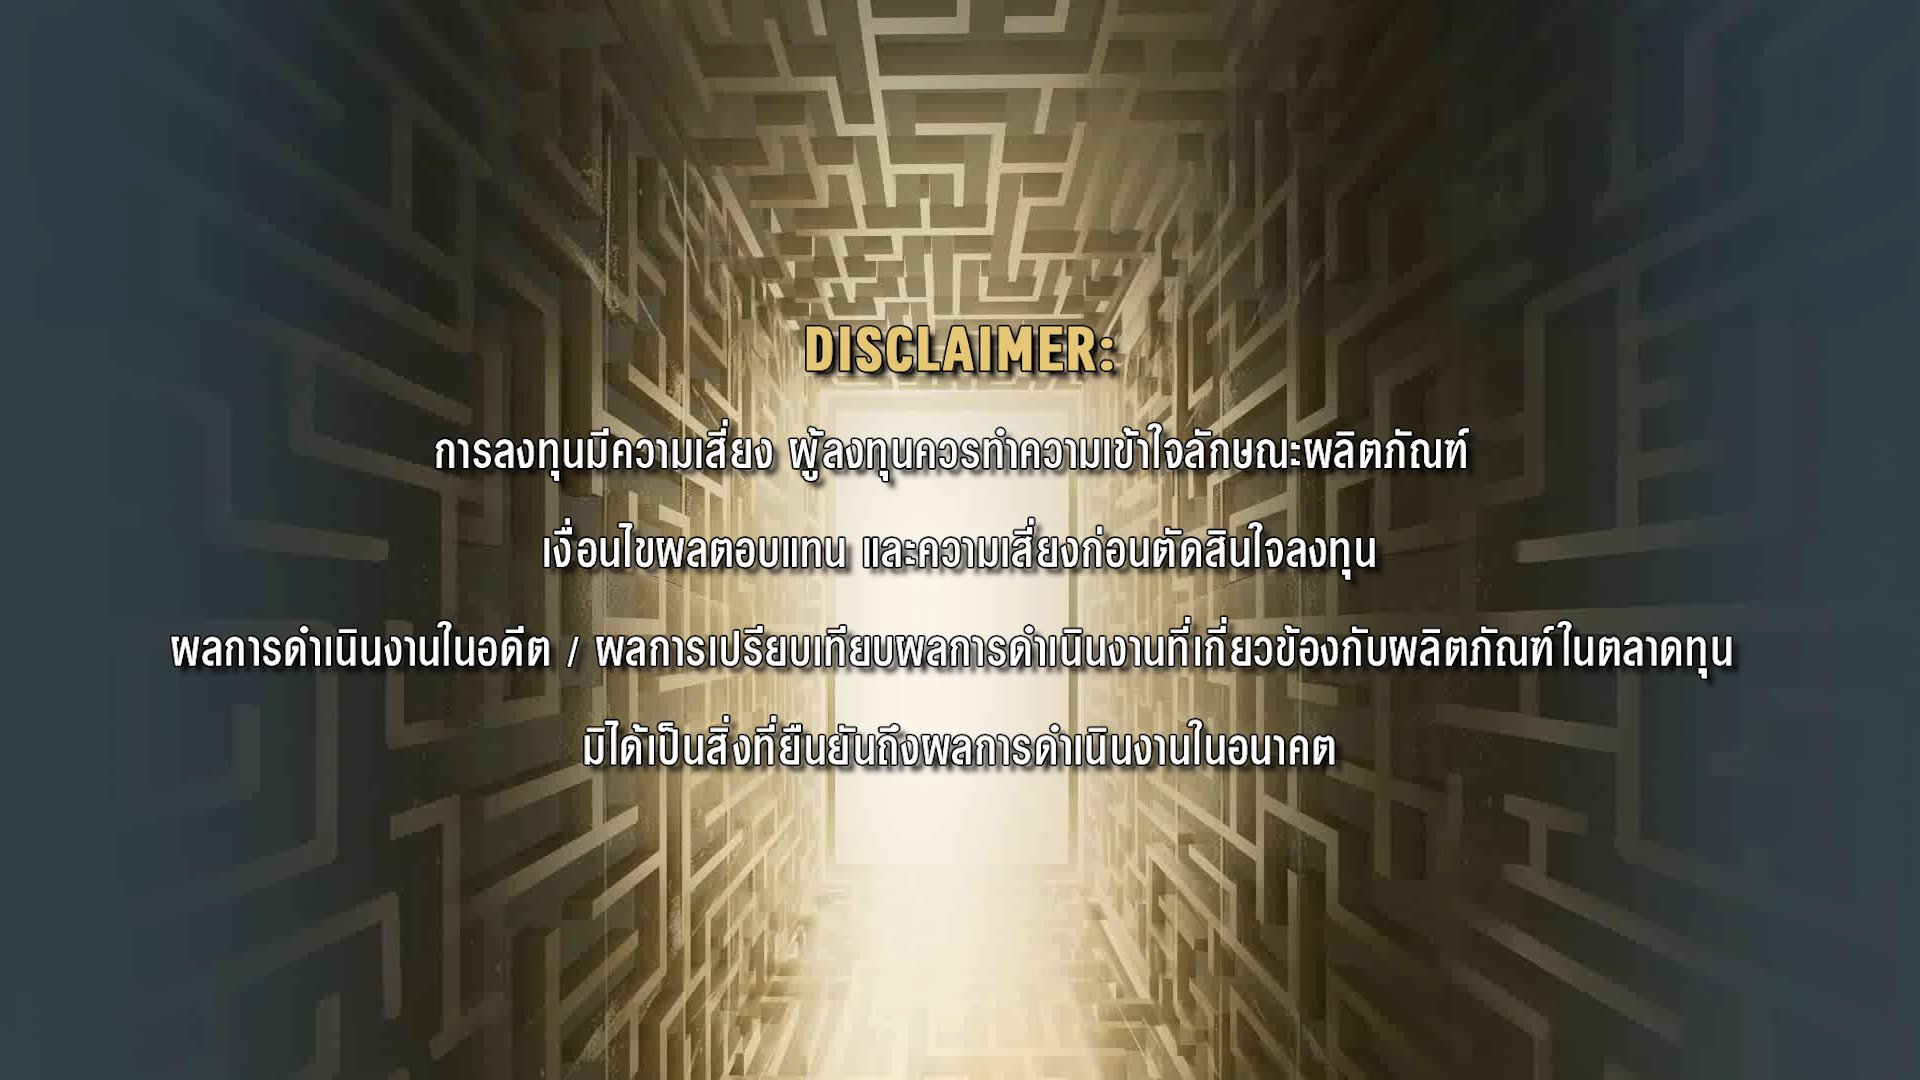 DISCLAIMER:
การลงทุนมีความเสี่ยง ผู้ลงทุนควรทำความเข้าใจลักษณะผลิตภัณฑ์
เงื่อนไขผลตอบแทน และความเสี่ยงก่อนตัดสินใจลงทุน
ผลการดำเนินงานในอดีต / ผลการเปรียบเทียบผลการดำเนินงานที่เกี่ยวข้องกับผลิตภัณฑ์ในตลาดทุน
มิได้เป็นสิ่งที่ยืนยันถึงผลการดำเนินงานในอนาคต